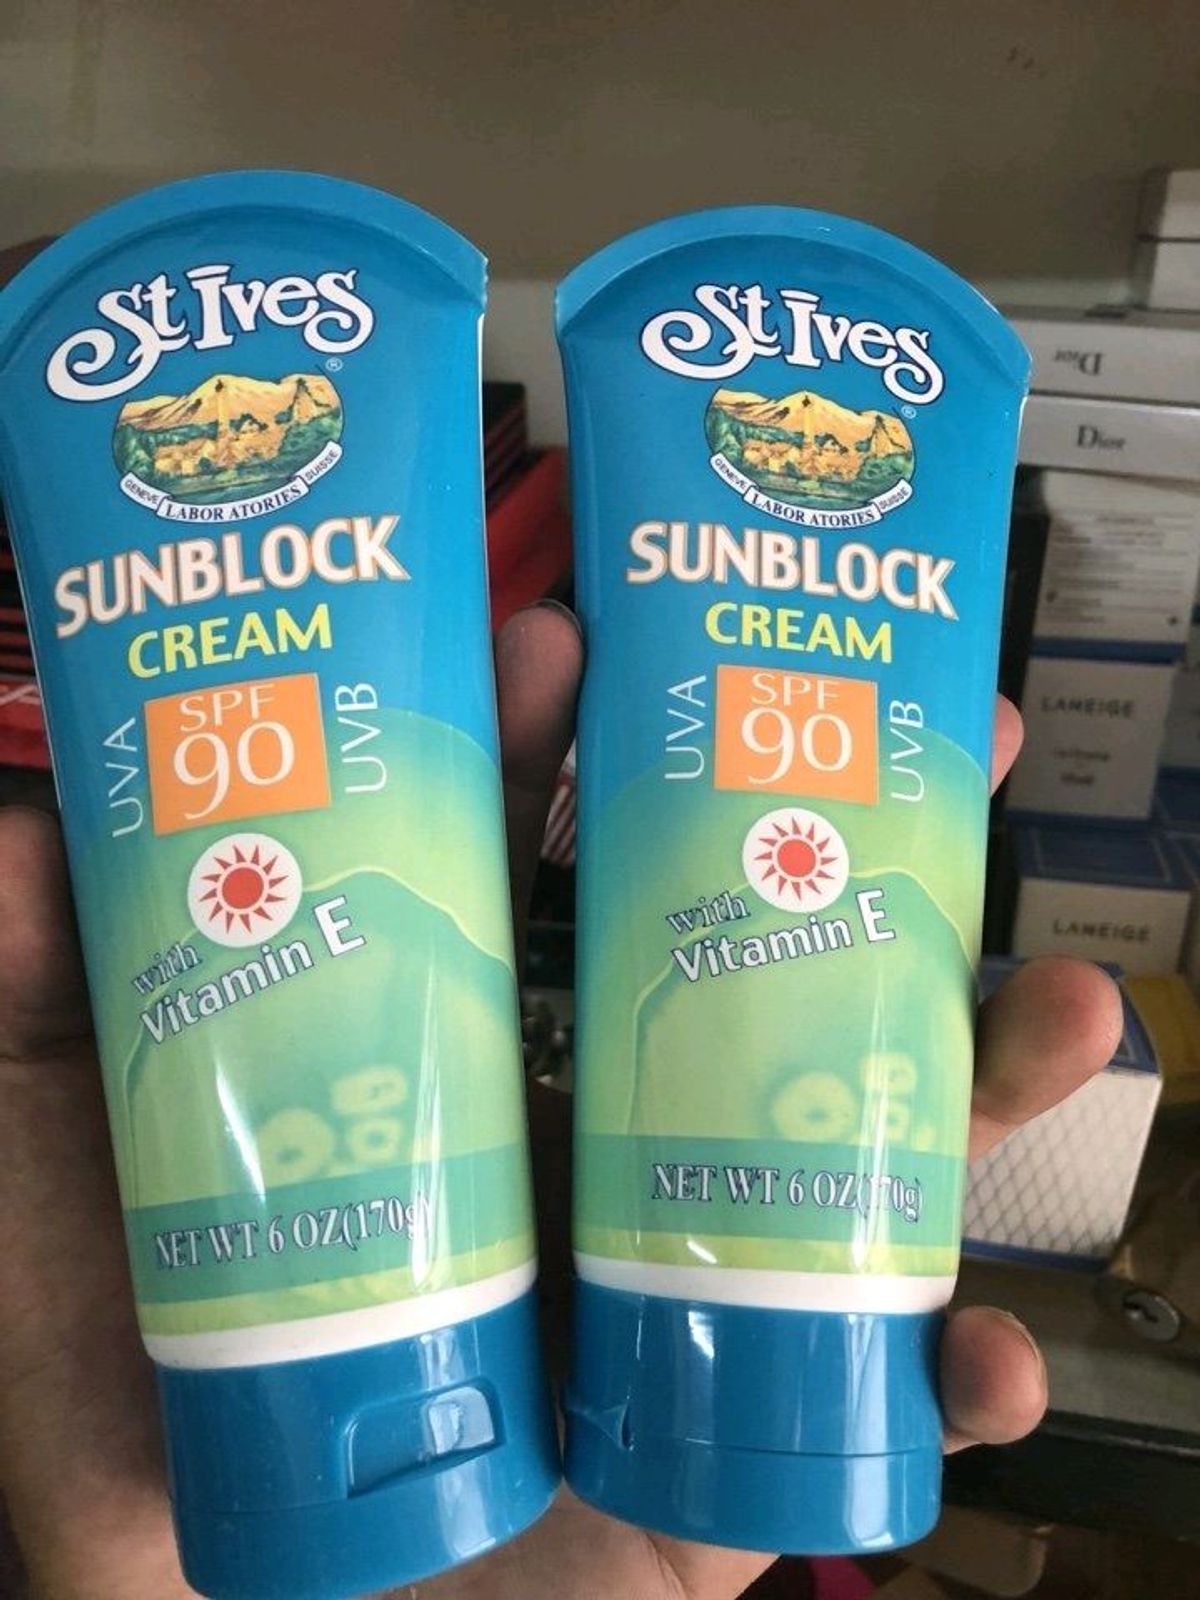 St Ives
®
GENEVE LABOR ATORIES SUISSE
SUNBLOCK
CREAM
UVA
SPF
90
UVB
with
Vitamin E
NET WT 6 OZ(170g)
St Ives
®
GENEVE LABOR ATORIES SUISSE
SUNBLOCK
CREAM
UVA
SPF
90
UVB
with
Vitamin E
NET WT 6 OZ(170g)
Dior
Dior
LANEIGE
LANEIGE